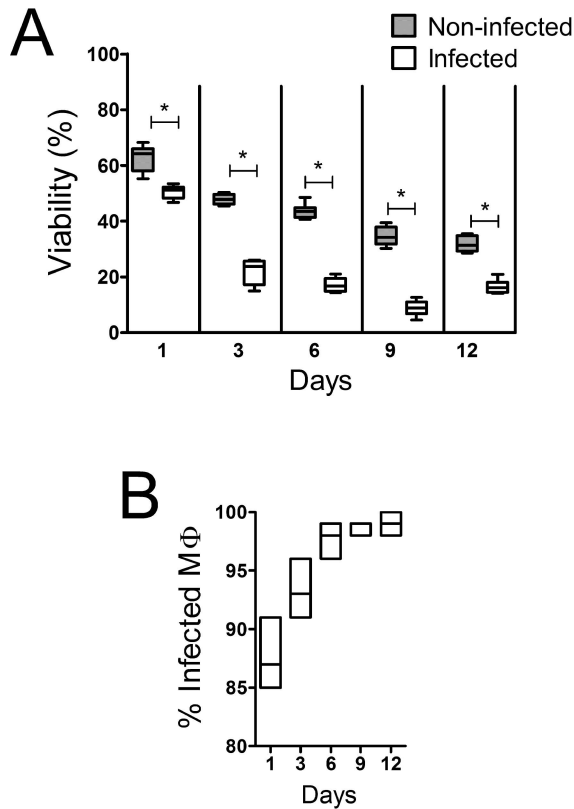 A
Non-infected
Infected
Viability (%)
100
80
60
40
20
0
* * * * *
1 3 6 9 12
Days
B
% Infected MΦ
100
95
90
85
80
1 3 6 9 12
Days